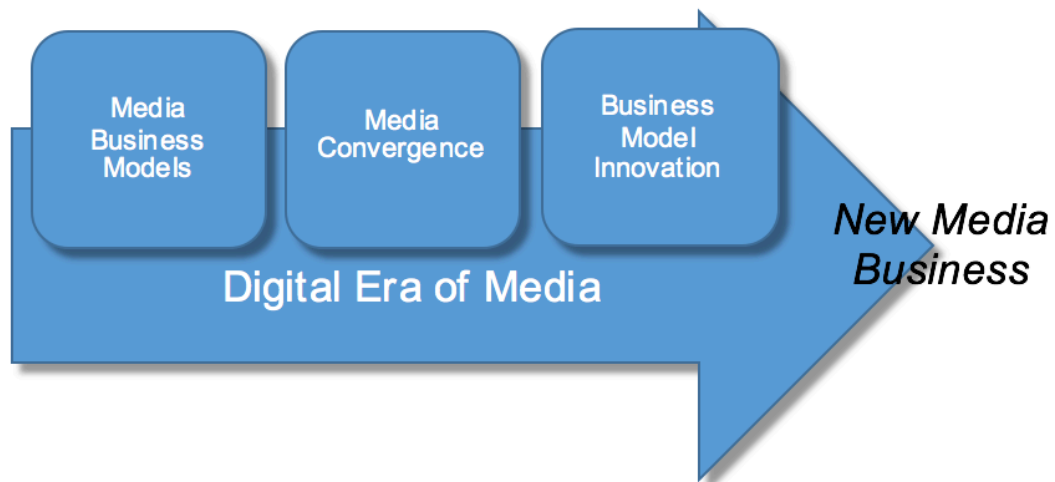 Media
Business
Models
Media
Convergence
Business
Model
Innovation
New Media
Business
Digital Era of Media